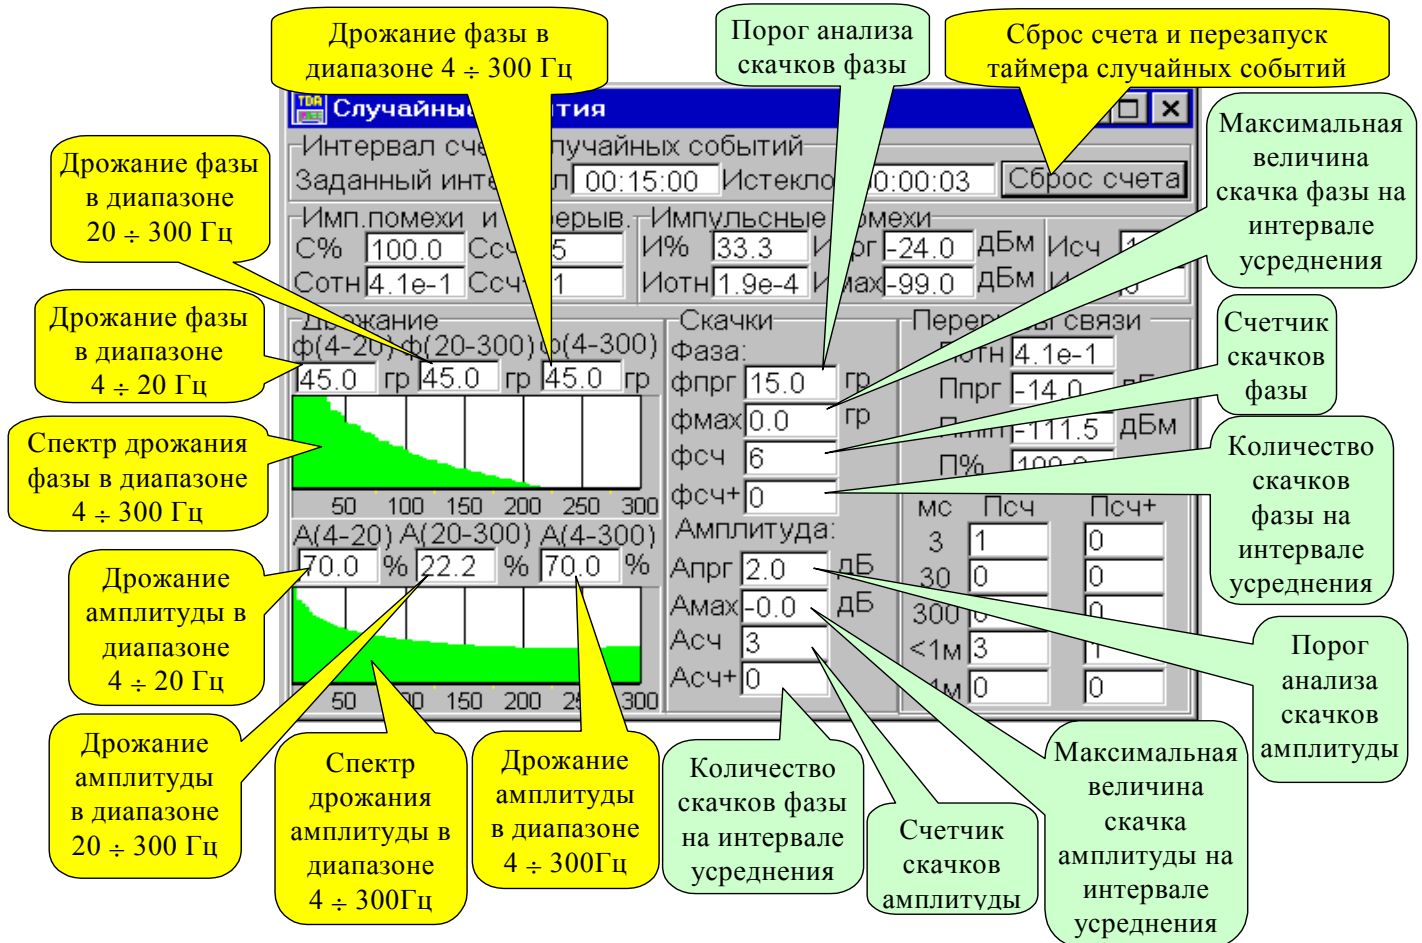 Дрожание фазы в
диапазоне 4 ÷ 300 Гц
Порог анализа
скачков фазы
Сброс счета и перезапуск
таймера случайных событий
Максимальная
величина
скачка фазы на
интервале
усреднения
Дрожание фазы
в диапазоне
20 ÷ 300 Гц
Дрожание фазы
в диапазоне
4 ÷ 20 Гц
Спектр дрожания
фазы в диапазоне
4 ÷ 300 Гц
Дрожание
амплитуды в
диапазоне
4 ÷ 20 Гц
Дрожание
амплитуды
в диапазоне
20 ÷ 300 Гц
Спектр
дрожания
амплитуды в
диапазоне
4 ÷ 300Гц
Дрожание
амплитуды
в диапазоне
4 ÷ 300Гц
Количество
скачков фазы
на интервале
усреднения
Счетчик
скачков
амплитуды
Максимальная
величина
скачка
амплитуды на
интервале
усреднения
Порог
анализа
скачков
амплитуды
Количество
скачков
фазы на
интервале
усреднения
Счетчик
скачков
фазы
TDA
Интервал случайных событий
Заданный 00:15:00 Истекло :00:03 Сброс счета
Имп.помехи и Импульсные
С% 100.0 5 И% 33.3 -24.0 дБм Исч
Сотн 4.1e-1 1 Иотн 1.9e-4 -99.0 дБм
Дрожание
ф(4-20) ф(20-300) ф(4-300)
45.0 гр 45.0 гр 45.0 гр
50 100 150 200 250 300
А(4-20) А(20-300) А(4-300)
70.0 % 22.2 % 70.0 %
50 150 200 300
Скачки
Фаза:
фпрг 15.0 гр
фмах 0.0 гр
фсч 6
фсч+ 0
Амплитуда:
Апрг 2.0 дБ
Амах -0.0 дБ
Асч 3
Асч+ 0
связи
4.1e-1
Ппрг -14.0
-111.5 дБм
П%
мс Псч Псч+
3 1 0
30 0 0
300 0
<1м 3
0 0